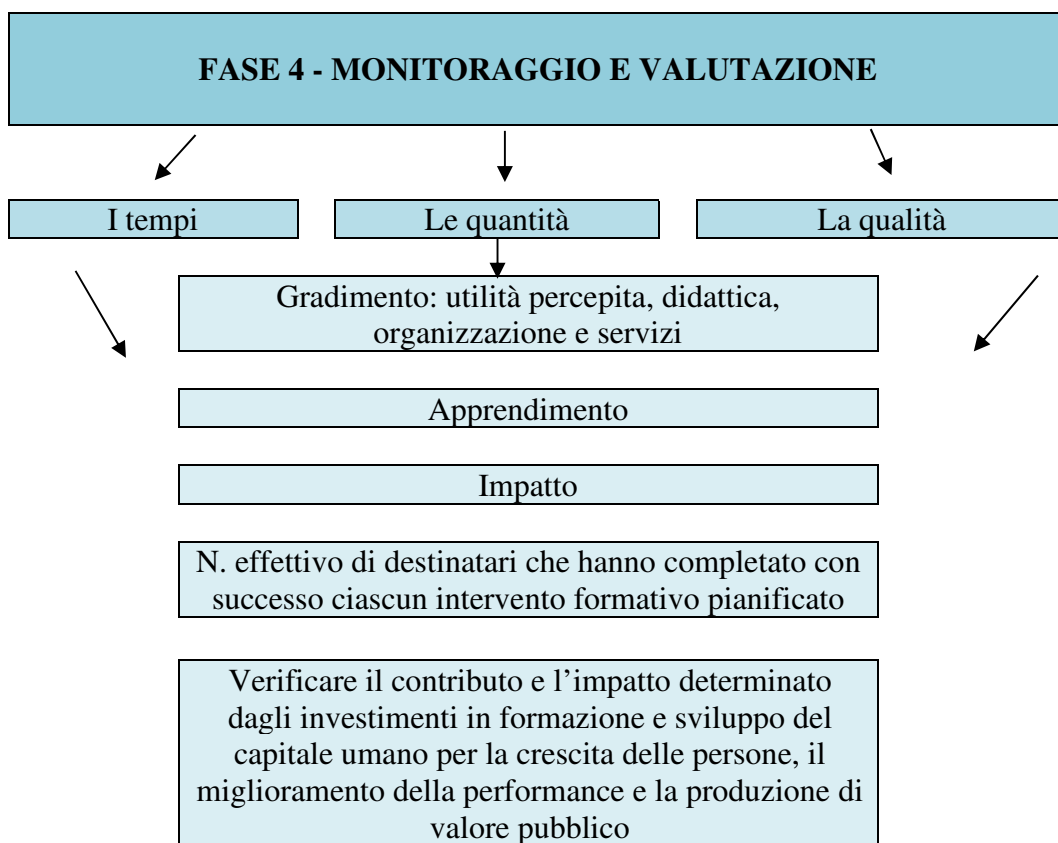 FASE 4 - MONITORAGGIO E VALUTAZIONE
I tempi
Le quantità
La qualità
Gradimento: utilità percepita, didattica,
organizzazione e servizi
Apprendimento
Impatto
N. effettivo di destinatari che hanno completato con
successo ciascun intervento formativo pianificato
Verificare il contributo e l’impatto determinato
dagli investimenti in formazione e sviluppo del
capitale umano per la crescita delle persone, il
miglioramento della performance e la produzione di
valore pubblico